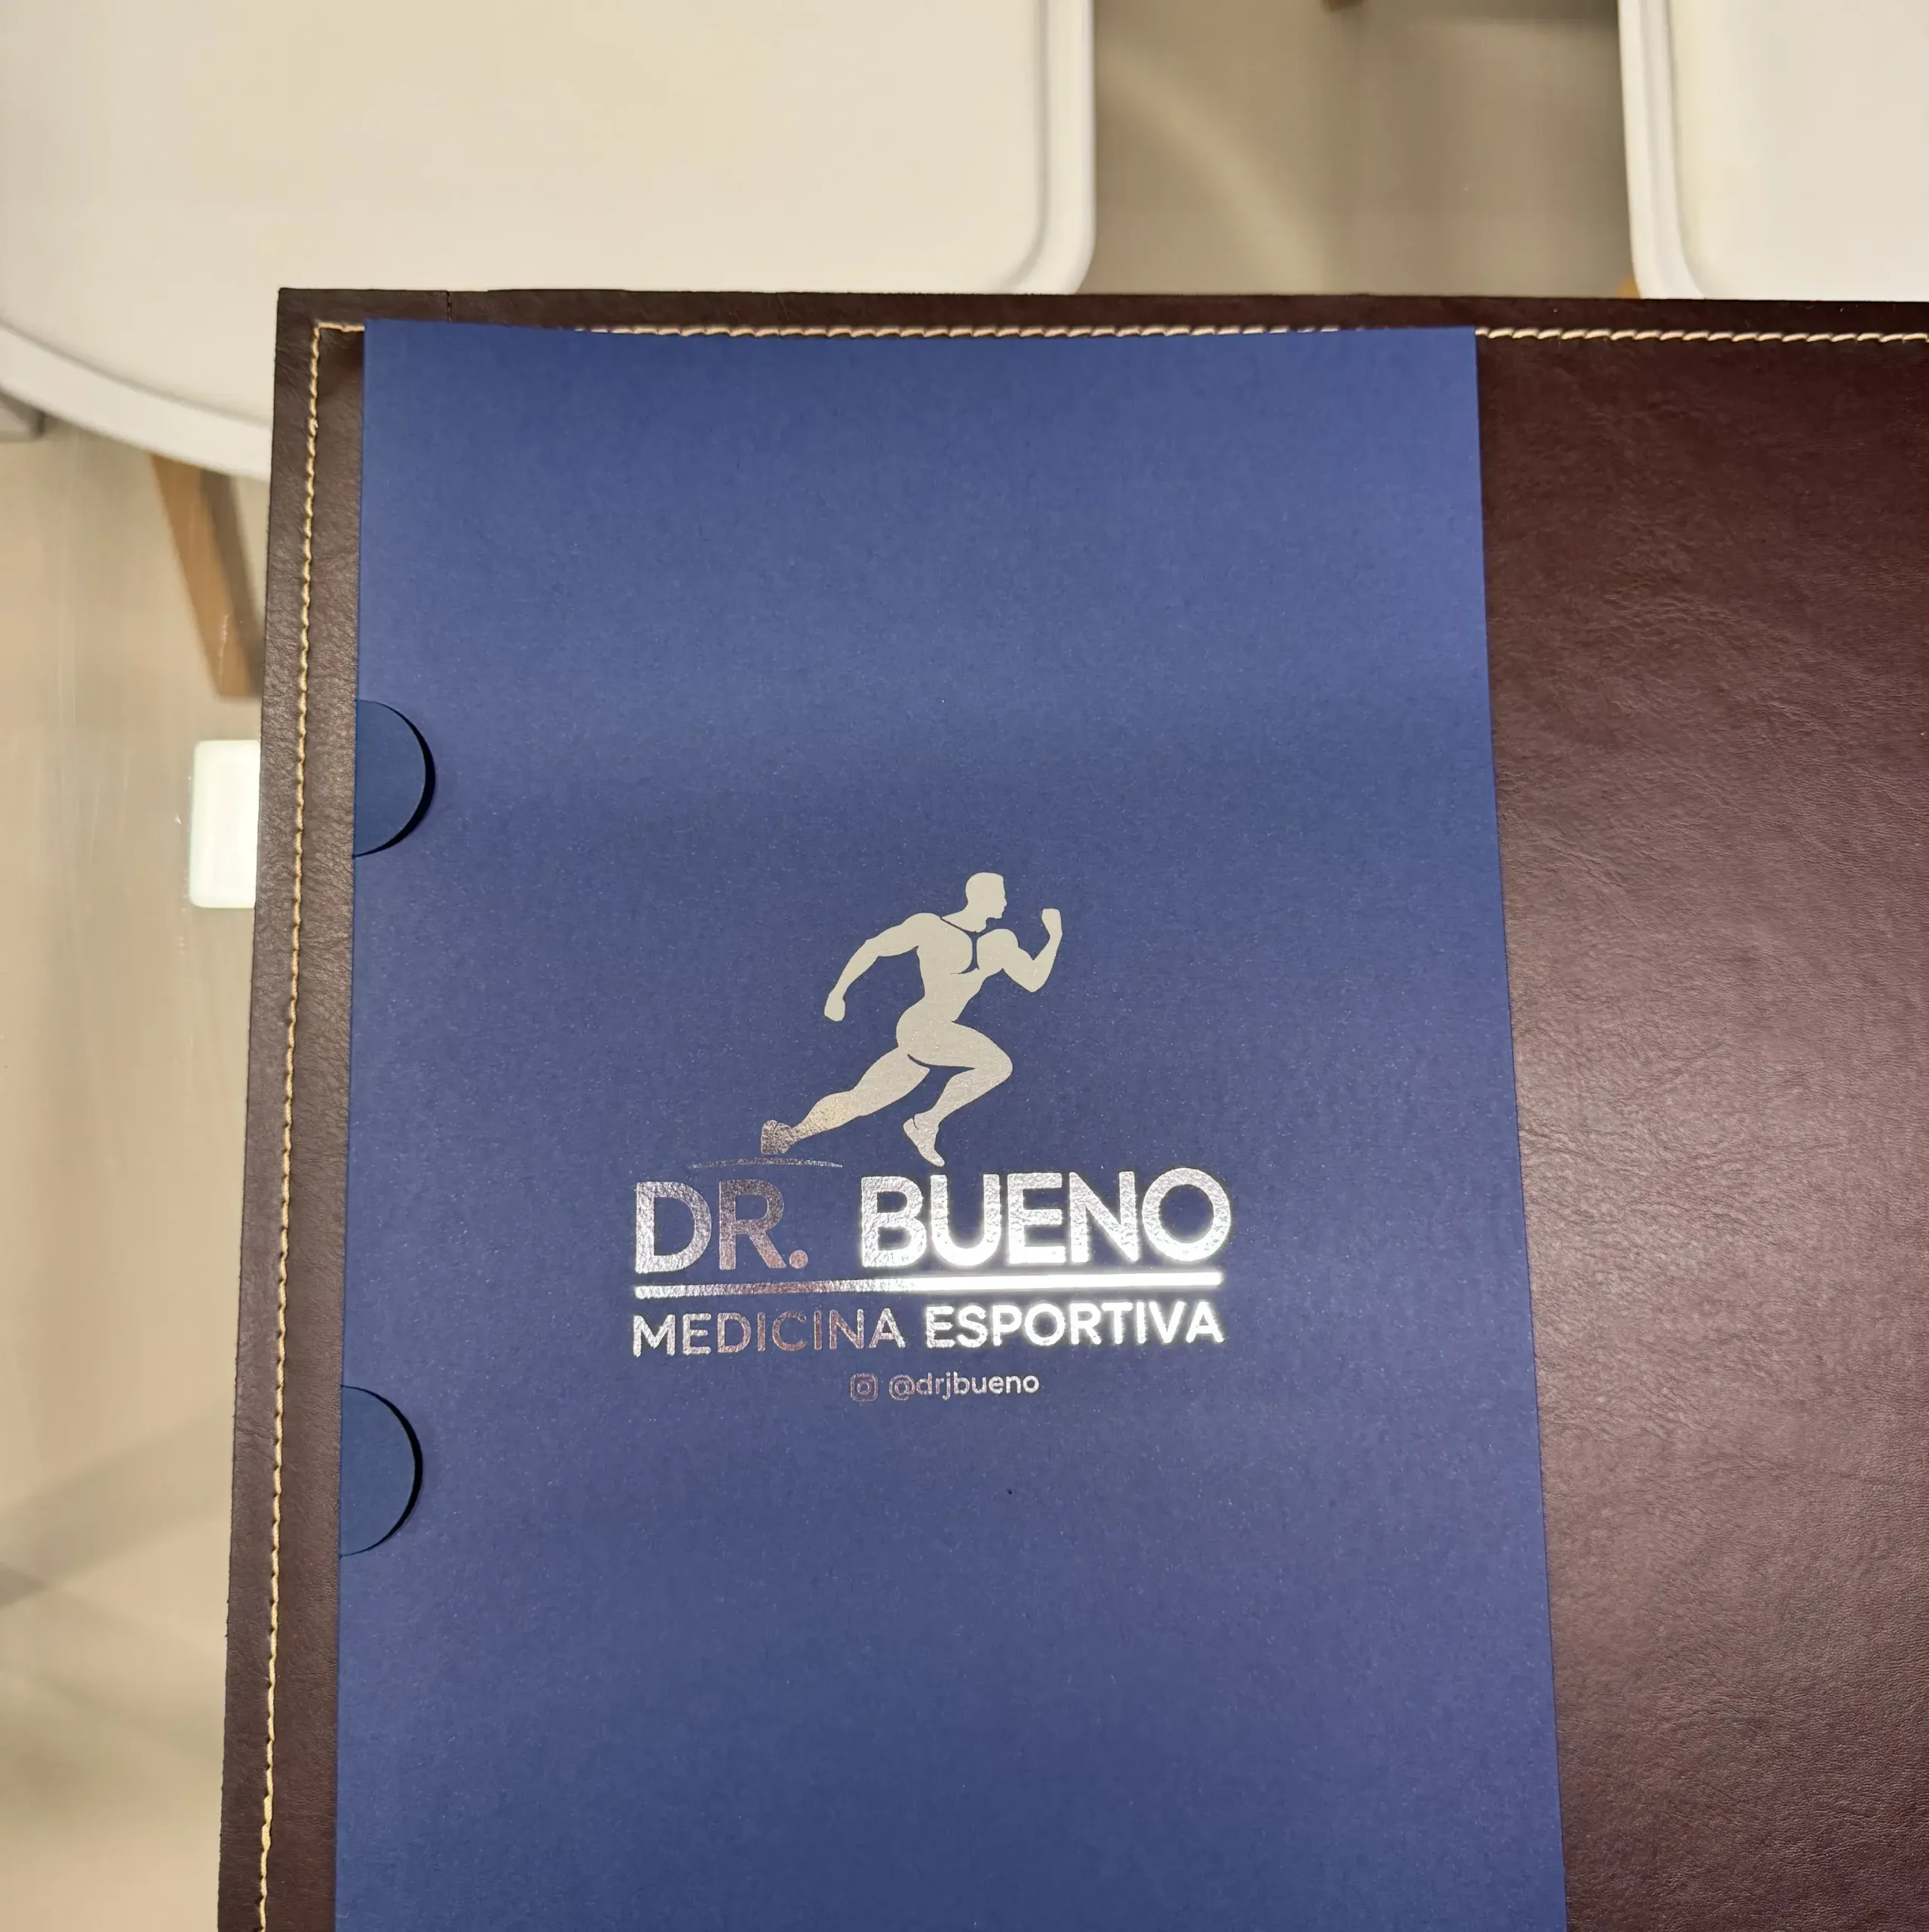 DR. BUENO
MEDICINA ESPORTIVA
@drjbueno